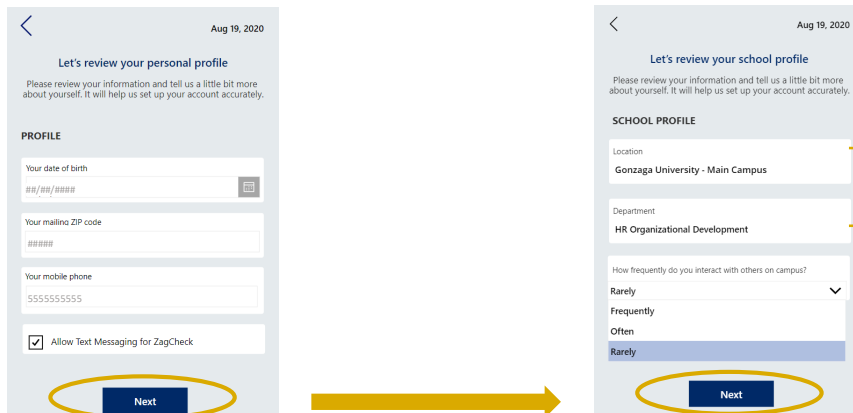 Aug 19, 2020
Let's review your personal profile
Please review your information and tell us a little bit more
about yourself. It will help us set up your account accurately.
PROFILE
Your date of birth
##/##/####
Your mailing ZIP code
#####
Your mobile phone
5555555555
Allow Text Messaging for ZagCheck
Next
Aug 19, 2020
Let's review your school profile
Please review your information and tell us a little bit more
about yourself. It will help us set up your account accurately.
SCHOOL PROFILE
Location
Gonzaga University - Main Campus
Department
HR Organizational Development
How frequently do you interact with others on campus?
Rarely
Frequently
Often
Rarely
Next